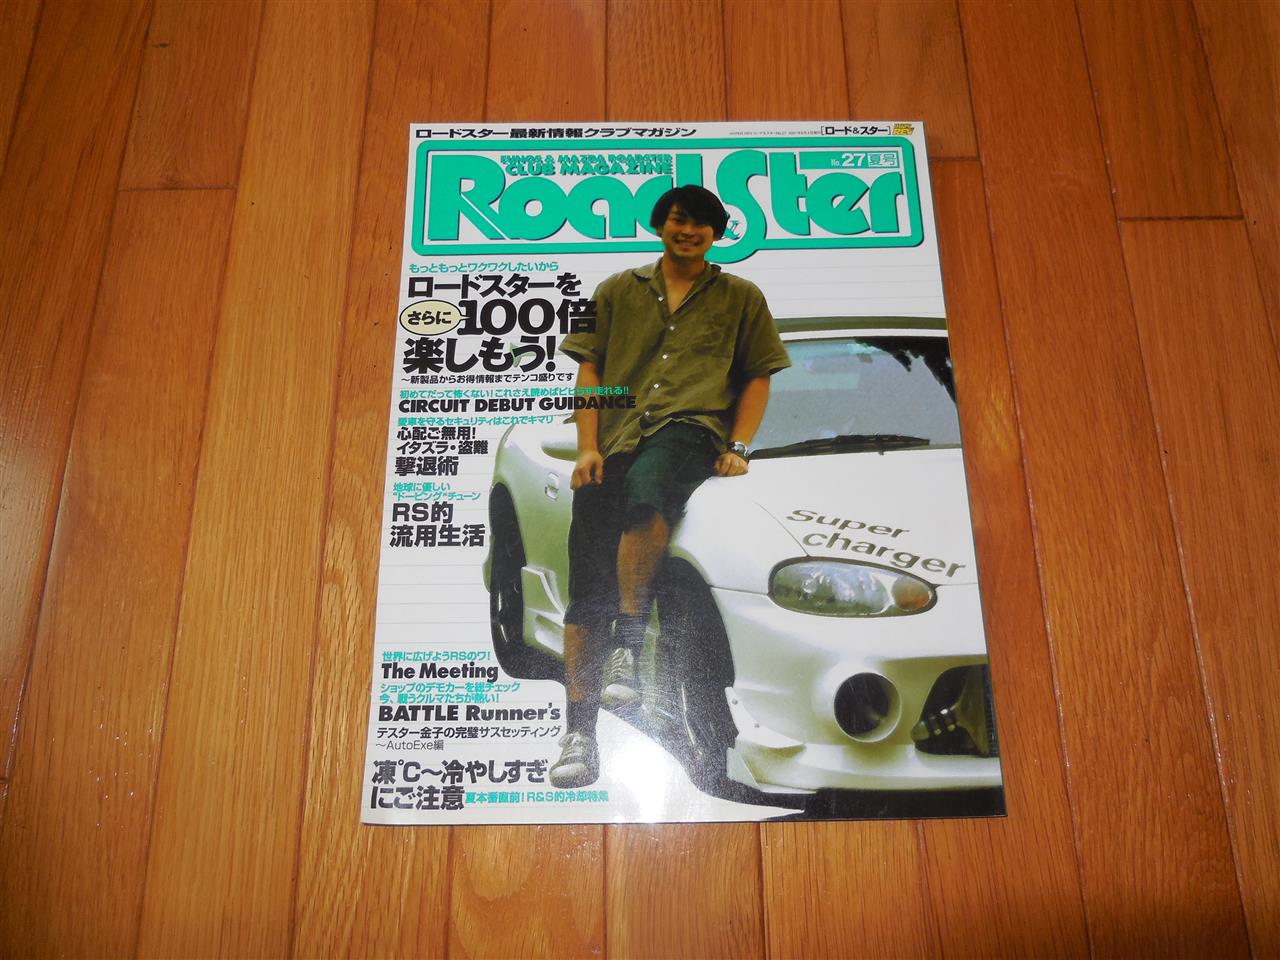 ロードスター最新情報クラブマガジン
[ロード&スター]
EUNOS & MAZDA ROADSTER
CLUB MAGAZINE
Road&Ster
No.27夏号
もっともっとワクワクしたいから
ロードスターを
さらに100倍
楽しもう!
〜新製品からお得情報までテンコ盛りです
初めてだって怖くない!これさえ読めばビビらず走れる!!
CIRCUIT DEBUT GUIDANCE
愛車を守るセキュリティはこれでキマリ
心配ご無用!
イタズラ・盗難
撃退術
地球に優しい
"ドーピング"チューン
RS的
流用生活
Super
charger
世界に広げようRSのワ!
The Meeting
ショップのデモカーを総チェック
今、戦うクルマたちが熱い!
BATTLE Runner's
テスター金子の完璧サスセッティング
〜AutoExe編
凍℃〜冷やしすぎ
にご注意 夏本番直前!R&S的冷却特集